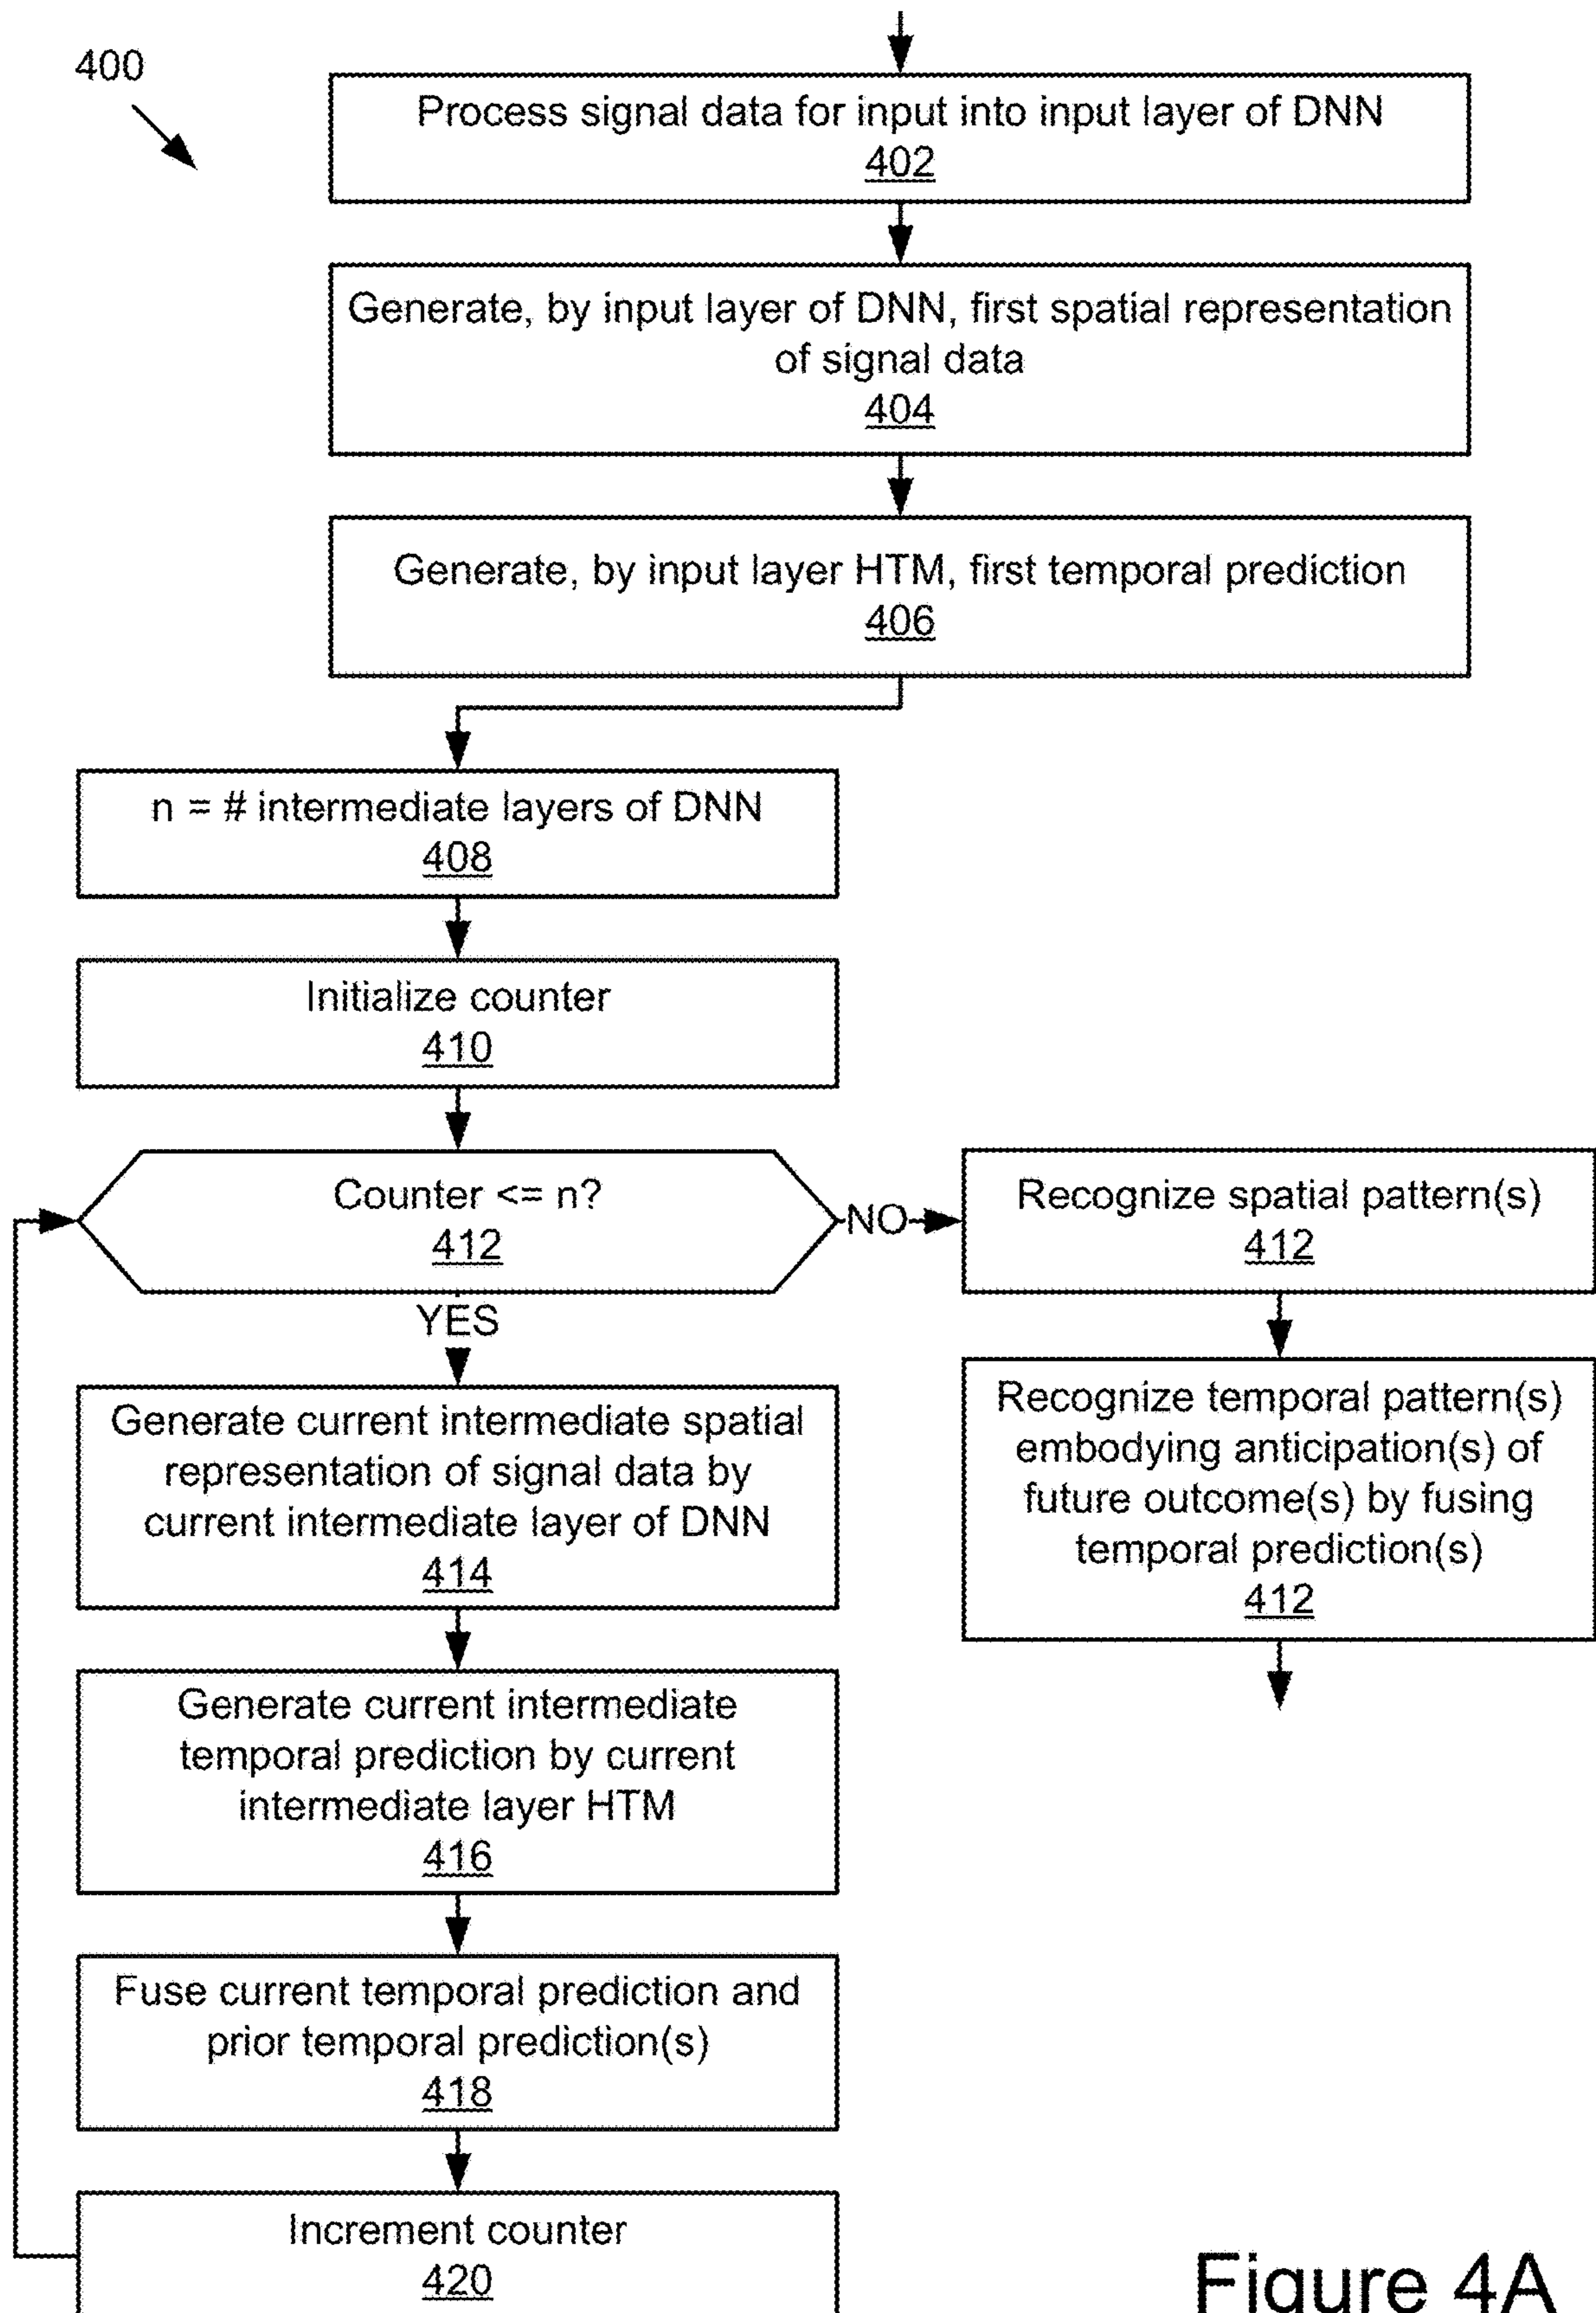 400
Process signal data for input into input layer of DNN
402
Generate, by input layer of DNN, first spatial representation
of signal data
404
Generate, by input layer HTM, first temporal prediction
406
n = # intermediate layers of DNN
408
Initialize counter
410
Counter <= n?
412
NO
Recognize spatial pattern(s)
412
YES
Recognize temporal pattern(s)
embodying anticipation(s) of
future outcome(s) by fusing
temporal prediction(s)
412
Generate current intermediate spatial
representation of signal data by
current intermediate layer of DNN
414
Generate current intermediate
temporal prediction by current
intermediate layer HTM
416
Fuse current temporal prediction and
prior temporal prediction(s)
418
Increment counter
420
Figure 4A